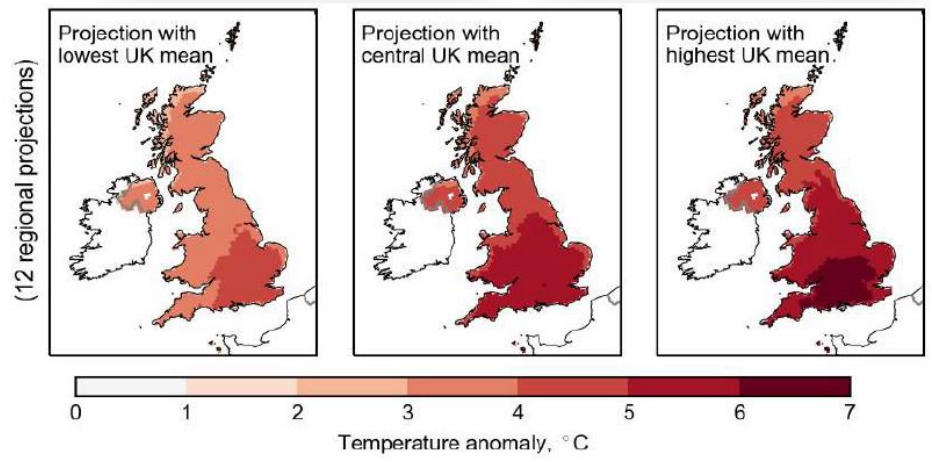 Projection with
lowest UK mean
Projection with
central UK mean
Projection with
highest UK mean.
(12 regional projections)
0 1 2 3 4 5 6 7
Temperature anomaly, °C